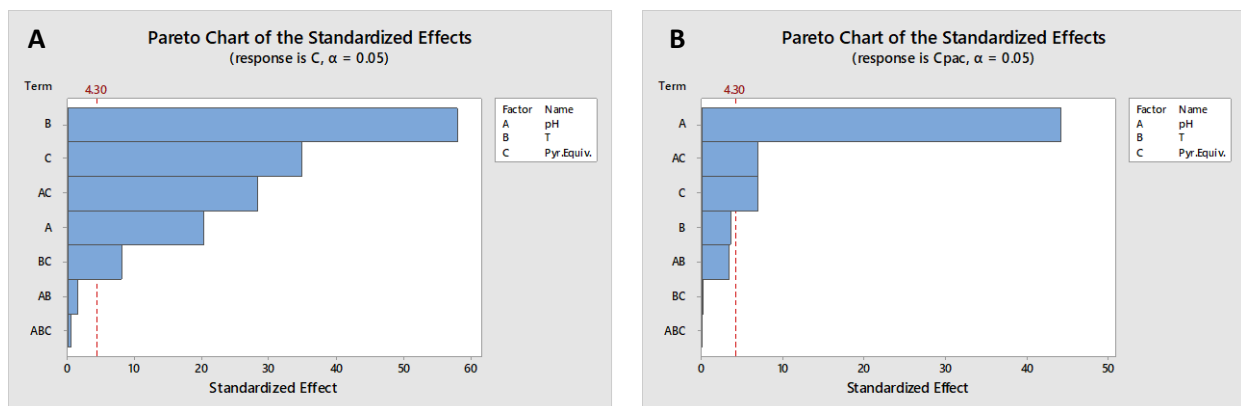 A
Pareto Chart of the Standardized Effects
(response is C, α = 0.05)
Term
4.30
Factor Name
A pH
B T
C Pyr.Equiv.
B
C
AC
A
BC
AB
ABC
0 10 20 30 40 50 60
Standardized Effect
B
Pareto Chart of the Standardized Effects
(response is Cpac, α = 0.05)
Term
4.30
Factor Name
A pH
B T
C Pyr.Equiv.
A
AC
C
B
AB
BC
ABC
0 10 20 30 40 50
Standardized Effect